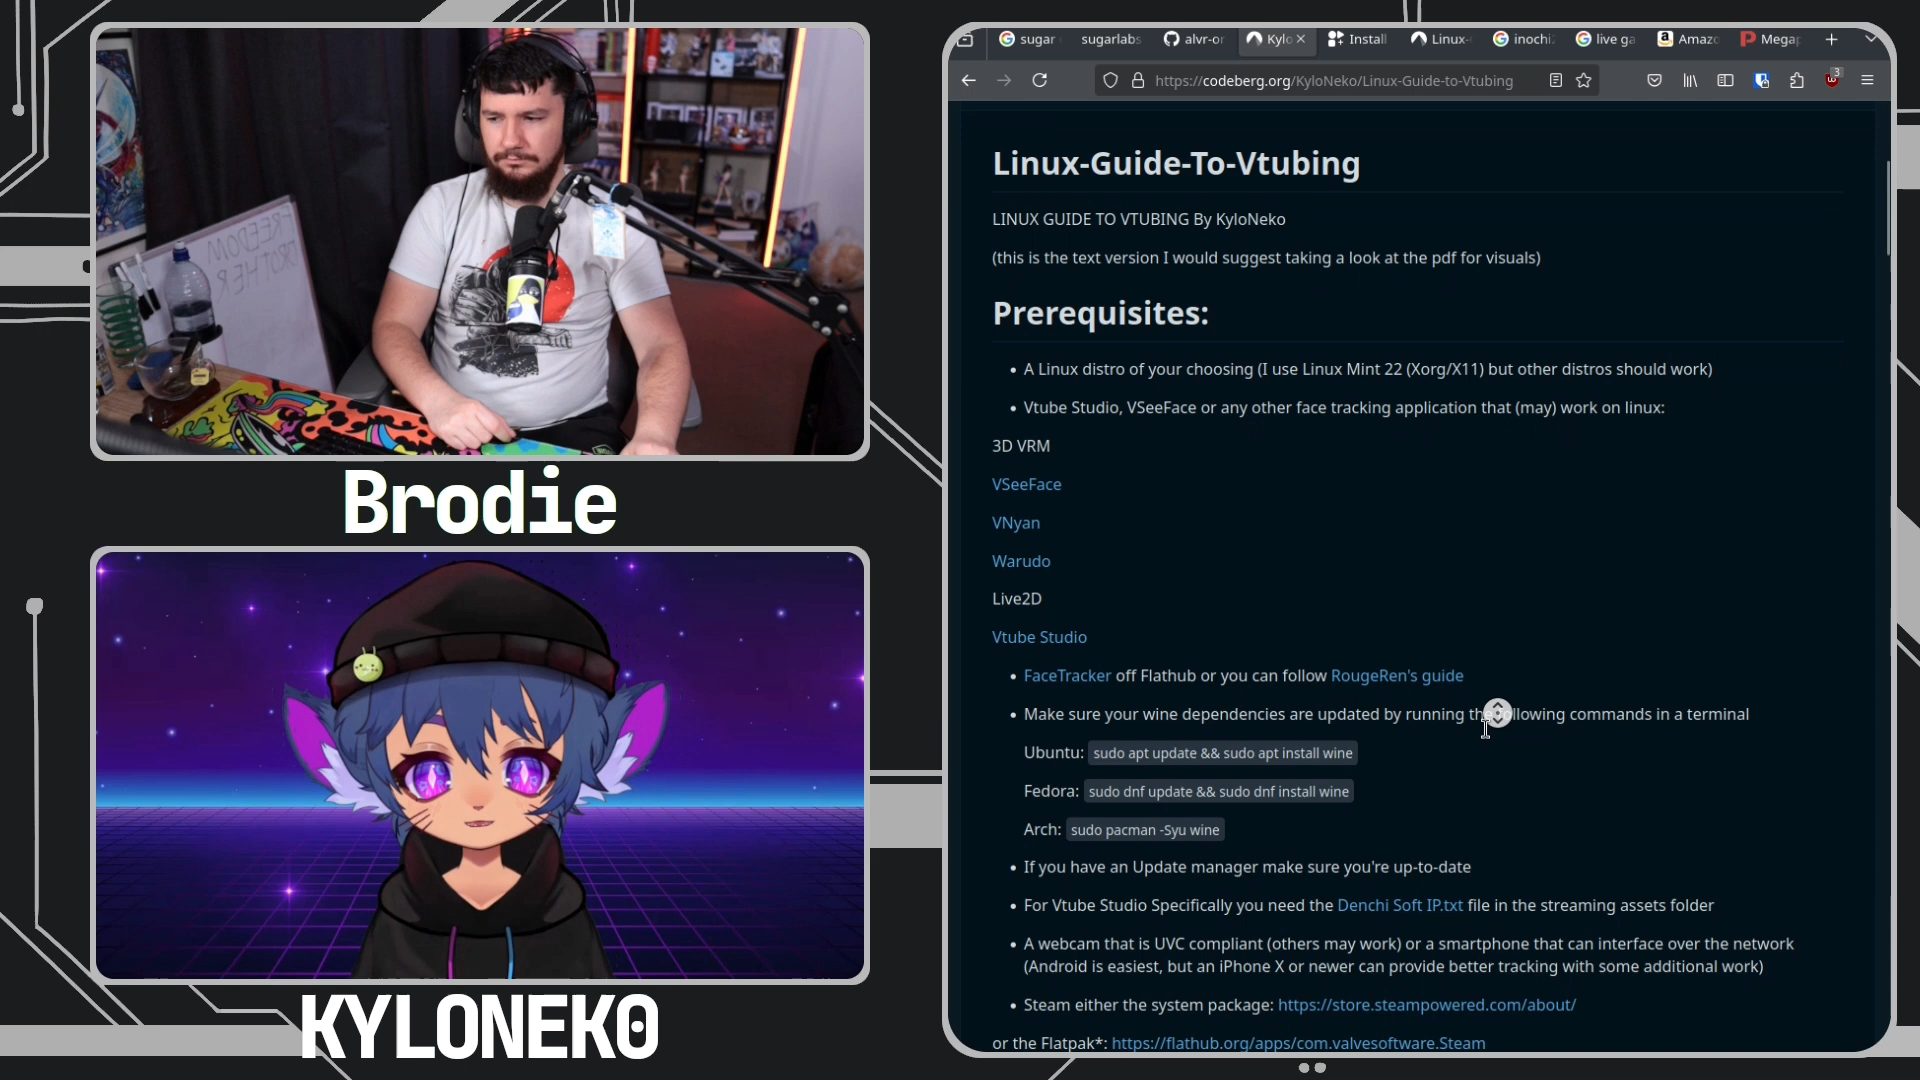 FREEDOM
BROTHER
Brodie
KYLONEKO
sugar
sugarlabs
alvr-or
Kylo
Install
Linux-
inochi
live ga
Amazo
Megap
https://codeberg.org/KyloNeko/Linux-Guide-to-Vtubing
3
Linux-Guide-To-Vtubing
LINUX GUIDE TO VTUBING By KyloNeko
(this is the text version I would suggest taking a look at the pdf for visuals)
Prerequisites:
• A Linux distro of your choosing (I use Linux Mint 22 (Xorg/X11) but other distros should work)
• Vtube Studio, VSeeFace or any other face tracking application that (may) work on linux:
3D VRM
VSeeFace
VNyan
Warudo
Live2D
Vtube Studio
• FaceTracker off Flathub or you can follow RougeRen's guide
• Make sure your wine dependencies are updated by running the following commands in a terminal
Ubuntu: sudo apt update && sudo apt install wine
Fedora: sudo dnf update && sudo dnf install wine
Arch: sudo pacman -Syu wine
• If you have an Update manager make sure you're up-to-date
• For Vtube Studio Specifically you need the Denchi Soft IP.txt file in the streaming assets folder
• A webcam that is UVC compliant (others may work) or a smartphone that can interface over the network
(Android is easiest, but an iPhone X or newer can provide better tracking with some additional work)
• Steam either the system package: https://store.steampowered.com/about/
or the Flatpak*: https://flathub.org/apps/com.valvesoftware.Steam